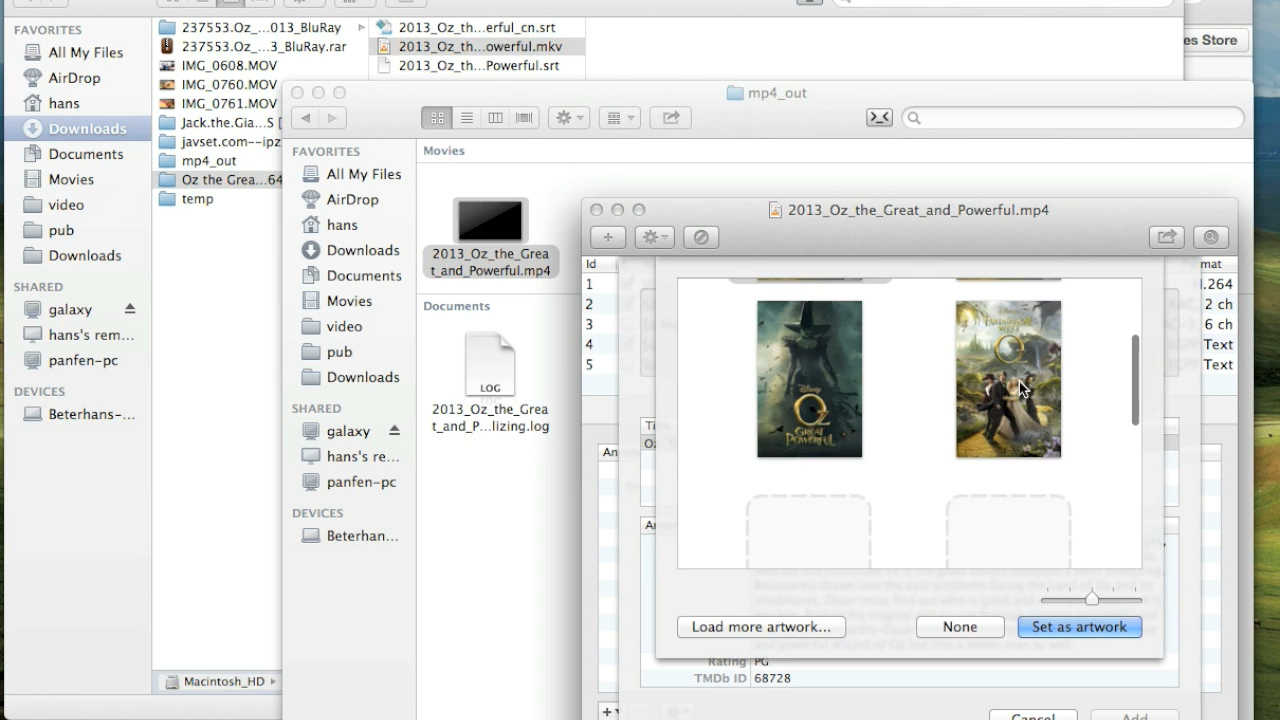 FAVORITES
All My Files
AirDrop
hans
Downloads
Documents
Movies
video
pub
Downloads
SHARED
galaxy
hans's rem...
panfen-pc
DEVICES
Beterhans-...
237553.Oz_...013_BluRay
237553.Oz_...3_BluRay.rar
IMG_0608.MOV
IMG_0760.MOV
IMG_0761.MOV
Jack.the.Gia...S [
javset.com--ipz
mp4_out
Oz the Grea...64
temp
Macintosh_HD
2013_Oz_th...erful_cn.srt
2013_Oz_th...owerful.mkv
2013_Oz_th...Powerful.srt
es Store
mp4_out
FAVORITES
All My Files
AirDrop
hans
Downloads
Documents
Movies
video
pub
Downloads
SHARED
galaxy
hans's re...
panfen-pc
DEVICES
Beterhan...
Movies
2013_Oz_the_Grea
t_and_Powerful.mp4
Documents
LOG
2013_Oz_the_Grea
t_and_P...lizing.log
2013_Oz_the_Great_and_Powerful.mp4
Id
mat
1
.264
2
2 ch
3
6 ch
4
Text
5
Text
Disney
Oz
GREAT
POWERFUL
OZ
Load more artwork...
None
Set as artwork
Rating PG
TMDb ID 68728
Cancel
Add